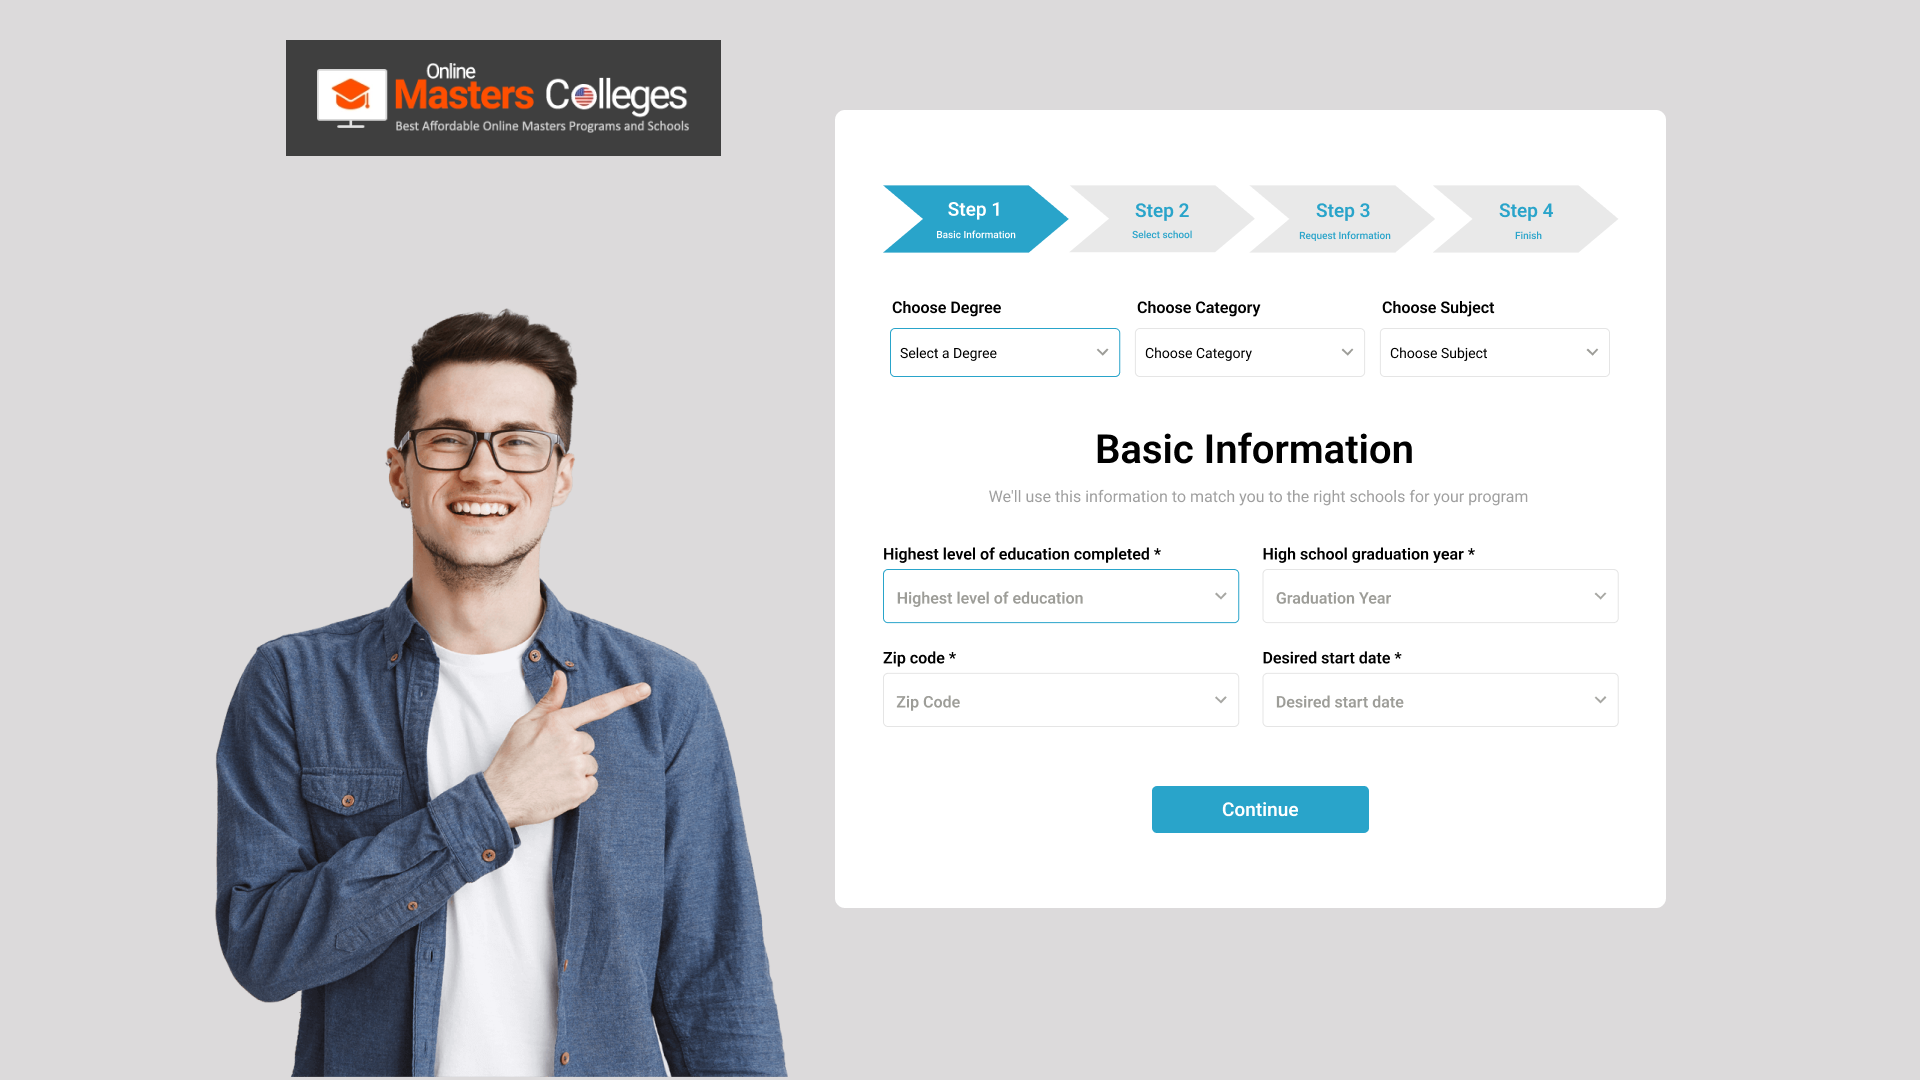 Online
Masters Colleges
Best Affordable Online Masters Programs and Schools
Step 1
Basic Information
Step 2
Select school
Step 3
Request Information
Step 4
Finish
Choose Degree
Choose Category
Choose Subject
Select a Degree
Choose Category
Choose Subject
Basic Information
We'll use this information to match you to the right schools for your program
Highest level of education completed *
High school graduation year *
Highest level of education
Graduation Year
Zip code *
Desired start date *
Zip Code
Desired start date
Continue